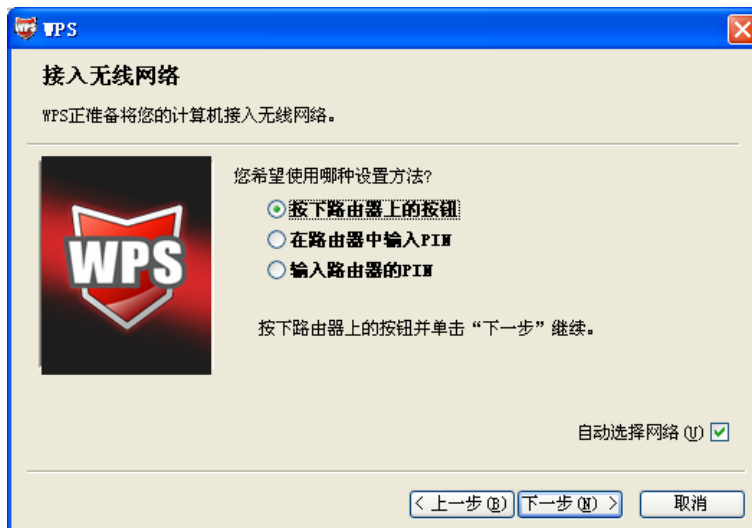 WPS
WPS
接入无线网络
WPS正准备将您的计算机接入无线网络。
WPS
您希望使用哪种设置方法?
按下路由器上的按钮
在路由器中输入PIN
输入路由器的PIN
按下路由器上的按钮并单击“下一步”继续。
自动选择网络(U)
< 上一步(B)
下一步(N) >
取消